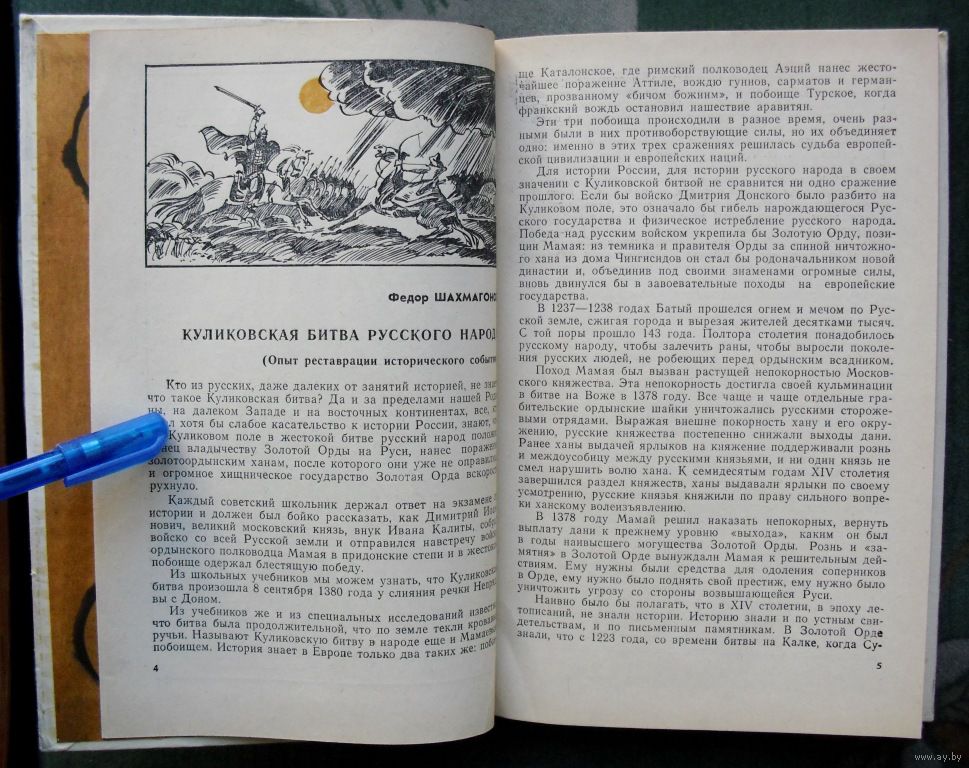 Федор ШАХМАГОНО
КУЛИКОВСКАЯ БИТВА РУССКОГО НАРОД
(Опыт реставрации исторического событи
Кто из русских, даже далеких от занятий историей, не знае
что такое Куликовская битва? Да и за пределами нашей Род
ны, на далеком Западе и на восточных континентах, все, к
хотя бы слабое касательство к истории России, знают, ч
Куликовом поле в жестокой битве русский народ полож
нец владычеству Золотой Орды на Руси, нанес поражен
золотоордынским ханам, после которого они уже не оправил
и огромное хищническое государство Золотая Орда вскор
рухнуло.
Каждый советский школьник держал ответ на экзамене
истории и должен был бойко рассказать, как Димитрий Ива
нович, великий московский князь, внук Ивана Калиты, собра
войско со всей Русской земли и отправился навстречу войск
ордынского полководца Мамая в придонские степи и в жесток
побоище одержал блестящую победу.
Из школьных учебников мы можем узнать, что Куликовска
битва произошла 8 сентября 1380 года у слияния речки Непряд
вы с Доном.
Из учебников же и из специальных исследований известн
что битва была продолжительной, что по земле текли кровавы
ручьи. Называют Куликовскую битву в народе еще и Мамаевы
побоищем. История знает в Европе только два таких же: побои
4
ще Каталонское, где римский полководец Аэций нанес жесто-
чайшее поражение Аттиле, вождю гуннов, сарматов и герман-
цев, прозванному «бичом божним», и побоище Турское, когда
франкский вождь остановил нашествие аравитян.
Эти три побоища происходили в разное время, очень раз-
ными были в них противоборствующие силы, но их объединяет
одно: именно в этих трех сражениях решилась судьба европей-
ской цивилизации и европейских наций.
Для истории России, для истории русского народа в своем
значении с Куликовской битвой не сравнится ни одно сражение
прошлого. Если бы войско Дмитрия Донского было разбито на
Куликовом поле, это означало бы гибель нарождающегося Рус-
ского государства и физическое истребление русского народа.
Победа над русским войском укрепила бы Золотую Орду, пози-
ции Мамая: из темника и правителя Орды за спиной ничтожно-
го хана из дома Чингисидов он стал бы родоначальником новой
династии и, объединив под своими знаменами огромные силы,
вновь двинулся бы в завоевательные походы на европейские
государства.
В 1237—1238 годах Батый прошелся огнем и мечом по Рус-
ской земле, сжигая города и вырезая жителей десятками тысяч.
С той поры прошло 143 года. Полтора столетия понадобилось
русскому народу, чтобы залечить раны, чтобы выросли поколе-
ния русских людей, не робеющих перед ордынским всадником.
Поход Мамая был вызван растущей непокорностью Москов-
ского княжества. Эта непокорность достигла своей кульминации
в битве на Воже в 1378 году. Все чаще и чаще отдельные гра-
бительские ордынские шайки уничтожались русскими стороже-
выми отрядами. Выражая внешне покорность хану и его окру-
жению, русские княжества постепенно снижали выходы дани.
Ранее ханы выдачей ярлыков на княжение поддерживали рознь
и междоусобицу между русскими князьями, и ни один князь не
смел нарушить волю хана. К семидесятым годам XIV столетия
завершился раздел княжеств, ханы выдавали ярлыки по своему
усмотрению, русские князья княжили по праву сильного вопре-
ки ханскому волеизъявлению.
В 1378 году Мамай решил наказать непокорных, вернуть
выплату дани к прежнему уровню «выхода», каким он был
в годы наивысшего могущества Золотой Орды. Рознь и «за-
мятня» в Золотой Орде вынуждали Мамая к решительным дей-
ствиям. Ему нужны были средства для одоления соперников
в Орде, ему нужно было поднять свой престиж, ему нужно было
уничтожить угрозу со стороны возвышающейся Руси.
Наивно было бы полагать, что в XIV столетии, в эпоху ле-
тописаний, не знали истории. Историю знали и по устным сви-
детельствам, и по письменным памятникам. В Золотой Орде
знали, что с 1223 года, со времени битвы на Калке, когда Су-
5
www.ay.by